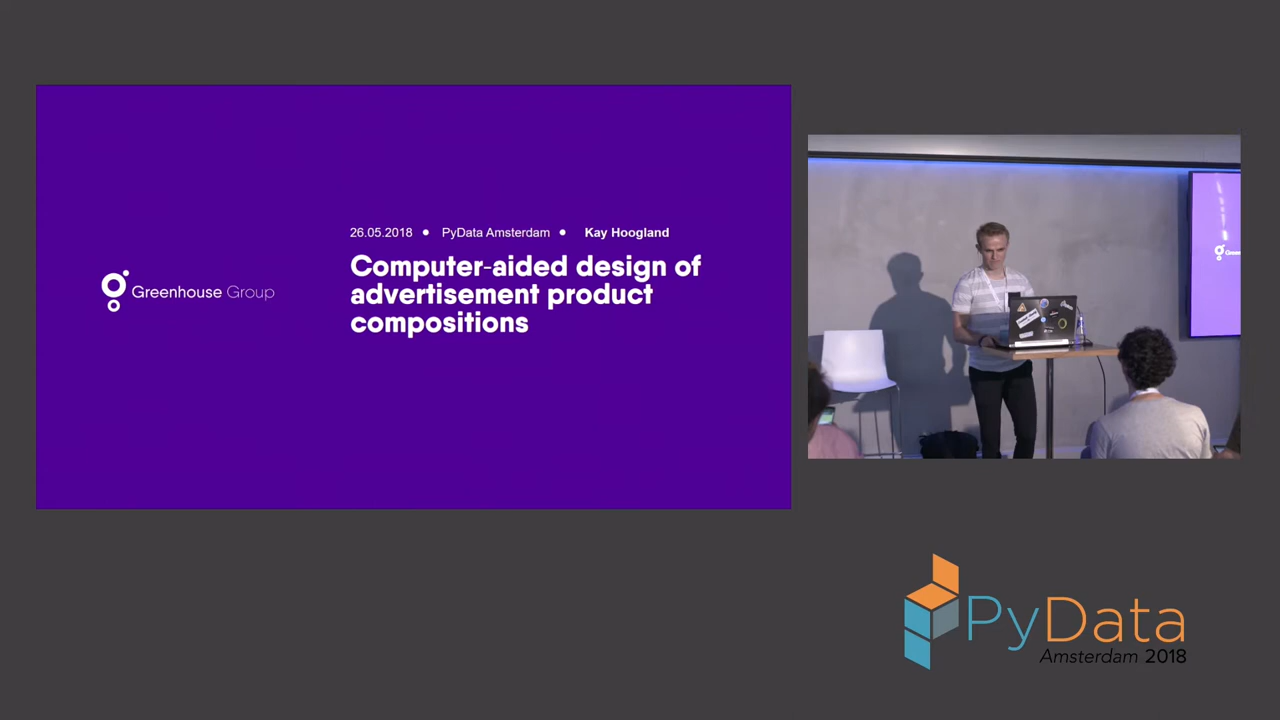 26.05.2018 • PyData Amsterdam • Kay Hoogland
Computer-aided design of
advertisement product
compositions
Greenhouse Group
PyData
Amsterdam 2018